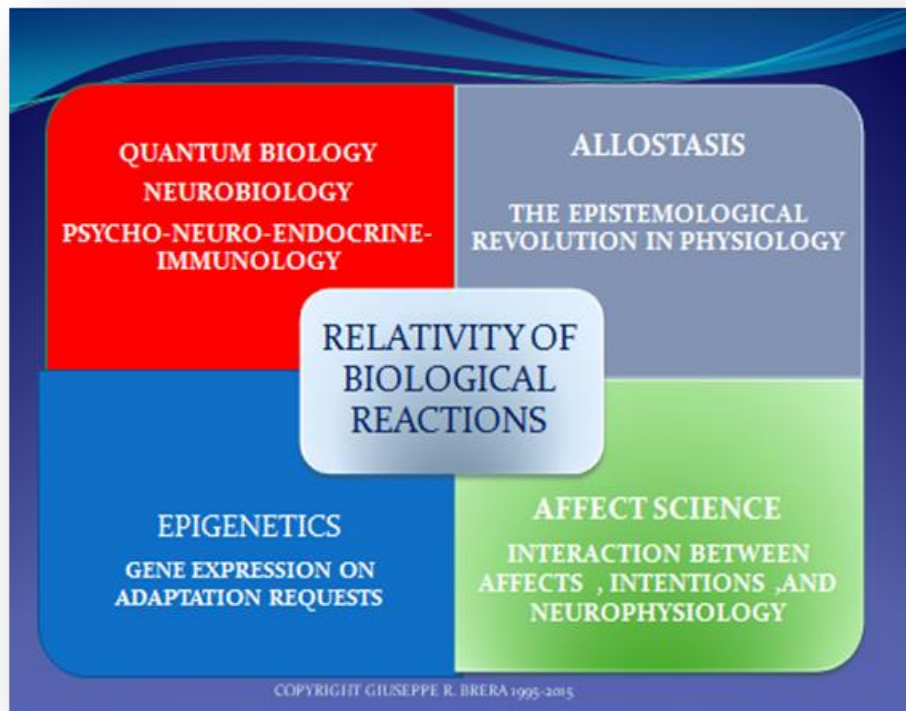 QUANTUM BIOLOGY
NEUROBIOLOGY
PSYCHO-NEURO-ENDOCRINE-
IMMUNOLOGY
ALLOSTASIS
THE EPISTEMOLOGICAL
REVOLUTION IN PHYSIOLOGY
RELATIVITY OF
BIOLOGICAL
REACTIONS
EPIGENETICS
GENE EXPRESSION ON
ADAPTATION REQUESTS
AFFECT SCIENCE
INTERACTION BETWEEN
AFFECTS , INTENTIONS ,AND
NEUROPHYSIOLOGY
COPYRIGHT GIUSEPPE R. BRERA 1995-2015